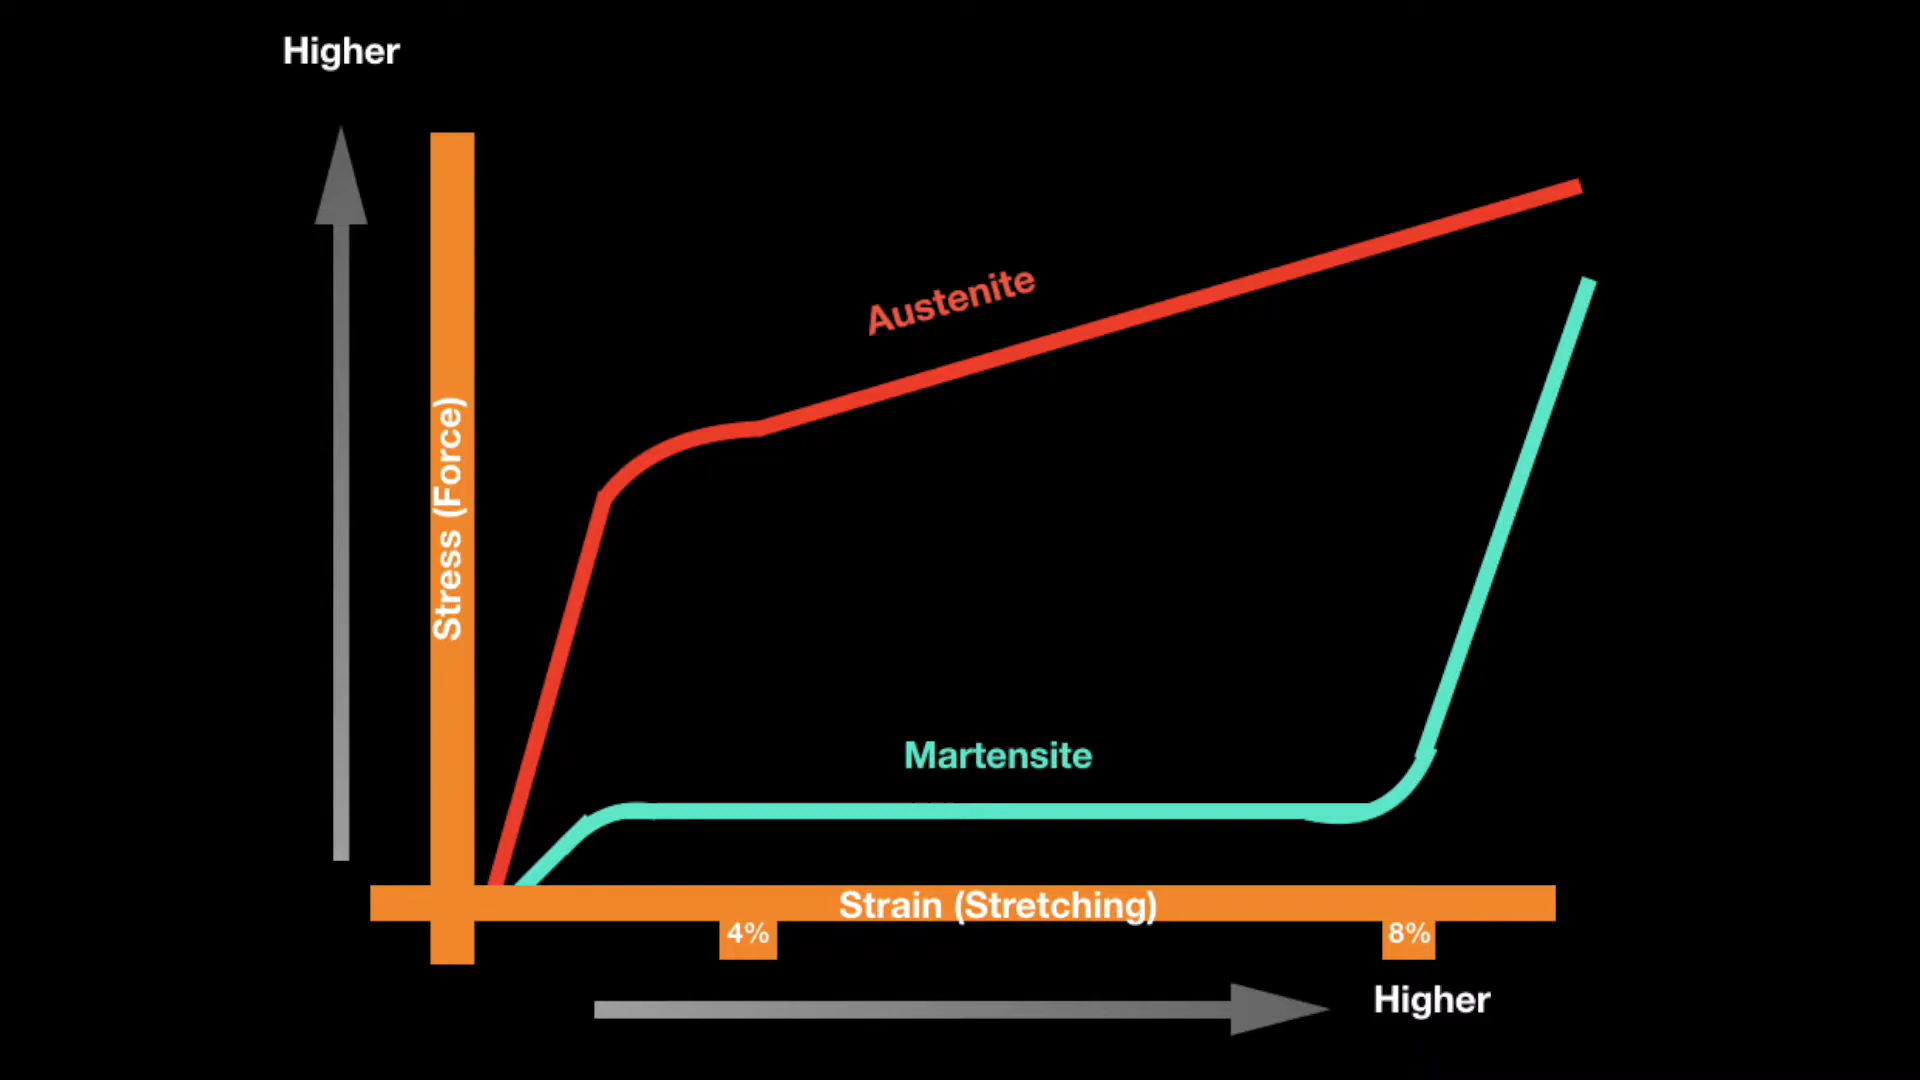 Higher
Stress (Force)
Austenite
Martensite
Strain (Stretching)
4%
8%
Higher